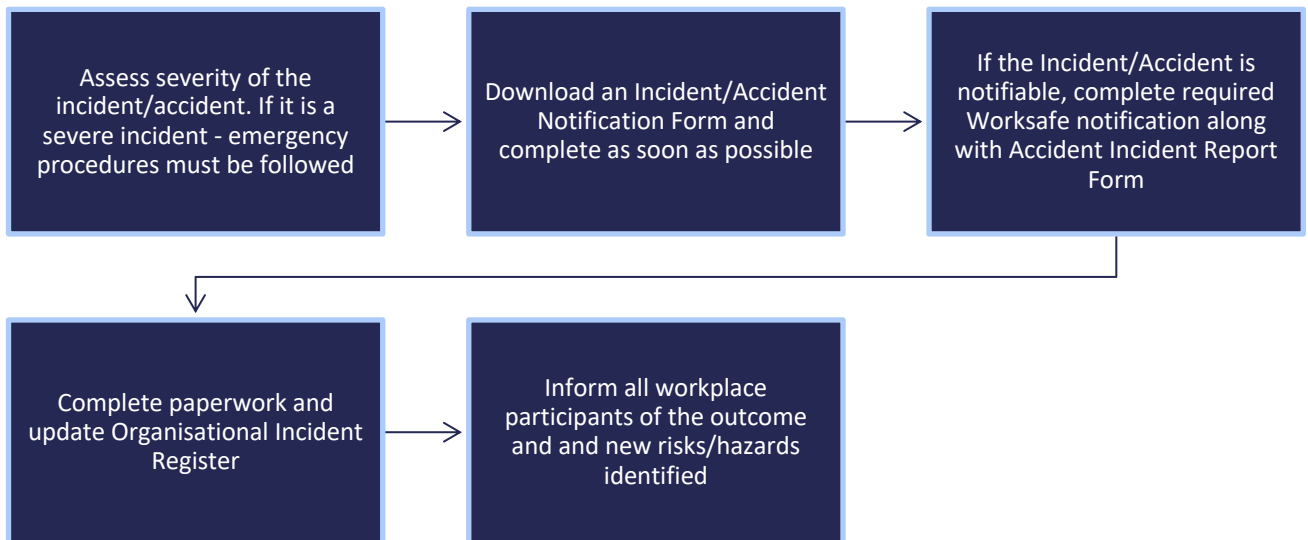 Assess severity of the
incident/accident. If it is a
severe incident - emergency
procedures must be followed
Download an Incident/Accident
Notification Form and
complete as soon as possible
If the Incident/Accident is
notifiable, complete required
Worksafe notification along
with Accident Incident Report
Form
Complete paperwork and
update Organisational Incident
Register
Inform all workplace
participants of the outcome
and and new risks/hazards
identified